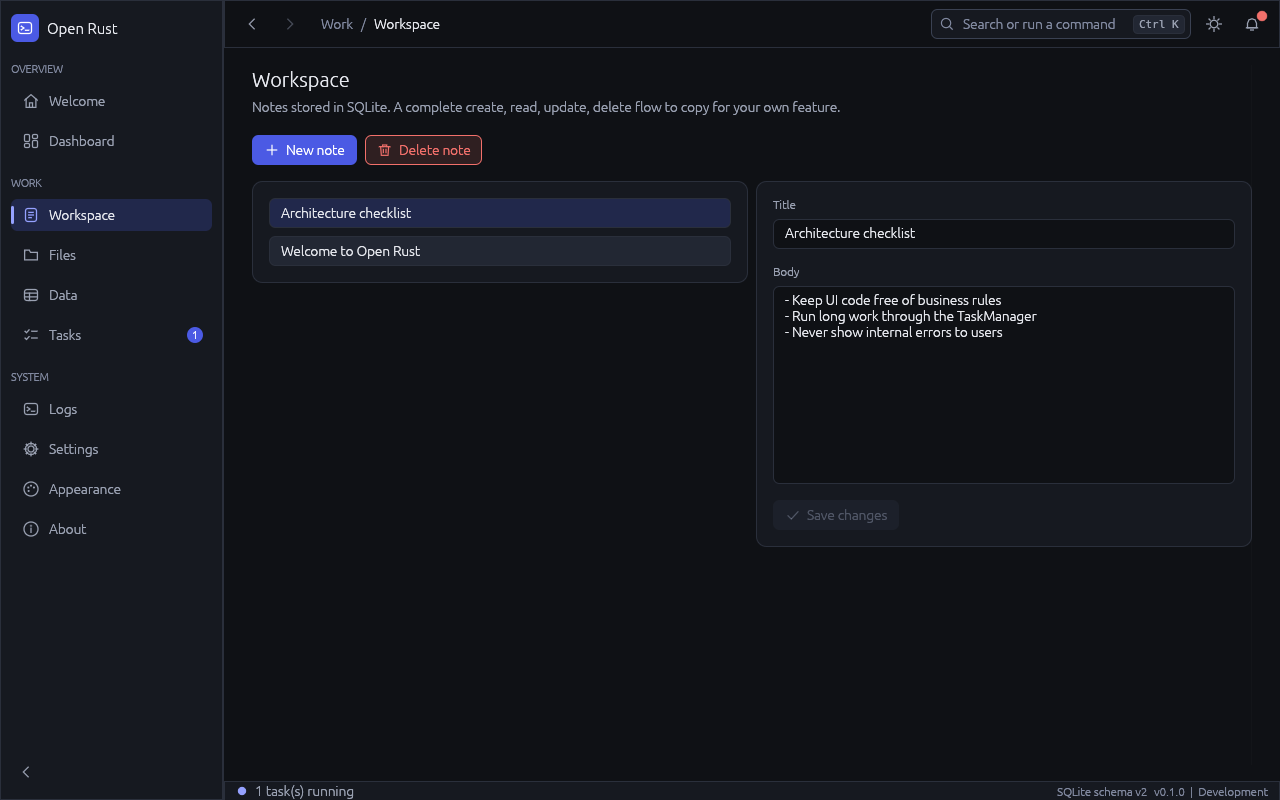 Open Rust
OVERVIEW
Welcome
Dashboard
WORK
Workspace
Files
Data
Tasks
1
SYSTEM
Logs
Settings
Appearance
About
Work / Workspace
Search or run a command
Ctrl K
Workspace
Notes stored in SQLite. A complete create, read, update, delete flow to copy for your own feature.
New note
Delete note
Architecture checklist
Welcome to Open Rust
Title
Architecture checklist
Body
- Keep UI code free of business rules
- Run long work through the TaskManager
- Never show internal errors to users
Save changes
1 task(s) running
SQLite schema v2 v0.1.0 | Development